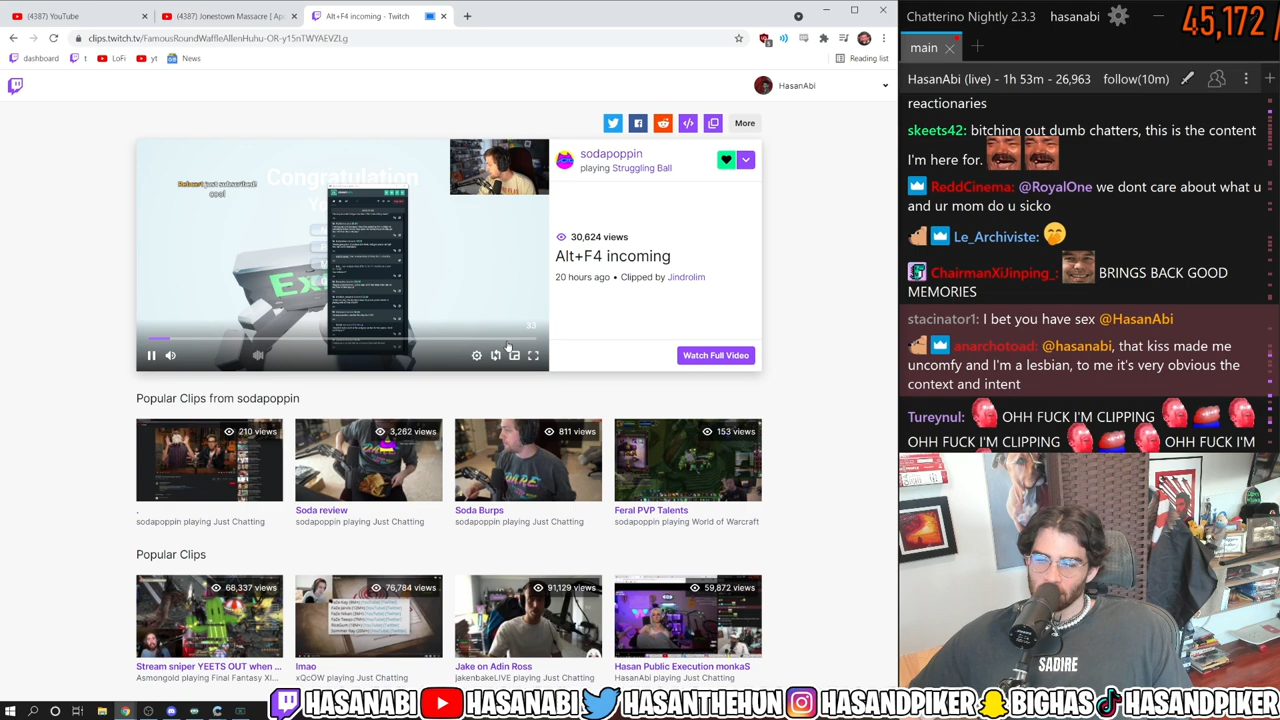 (4387) YouTube
(4387) Jonestown Massacre [ Ap
Alt+F4 incoming - Twitch
clips.twitch.tv/FamousRoundWaffleAllenHuhu-OR-y15nTWYAEVZLg
dashboard
t
LoFi
yt
News
Reading list
HasanAbi
More
Congratulation
just subscribed!
cool
33
sodapoppin
playing Struggling Ball
30,624 views
Alt+F4 incoming
20 hours ago • Clipped by Jindrolim
Watch Full Video
Popular Clips from sodapoppin
210 views
3,262 views
811 views
153 views
.
Soda review
Soda Burps
Feral PVP Talents
sodapoppin playing Just Chatting
sodapoppin playing Just Chatting
sodapoppin playing Just Chatting
sodapoppin playing World of Warcraft
Popular Clips
68,337 views
76,784 views
91,129 views
59,872 views
Stream sniper YEETS OUT when ...
lmao
Jake on Adin Ross
Hasan Public Execution monkaS
Asmongold playing Final Fantasy XI...
xQcOW playing Just Chatting
jakenbakeLIVE playing Just Chatting
HasanAbi playing Just Chatting
Chatterino Nightly 2.3.3
hasanabi
45,172 /
main
HasanAbi (live) - 1h 53m - 26,963
follow(10m)
reactionaries
skeets42: bitching out dumb chatters, this is the content
I'm here for.
ReddCinema: @CoyalOne we dont care about what u
and ur mom do u sicko
Le_Archiviste:
ChairmanXiJinping_: BRINGS BACK GOOD
MEMORIES
stacinator1: I bet you have sex @HasanAbi
anarchotoad: @hasanabi, that kiss made me
uncomfy and I'm a lesbian, to me it's very obvious the
context and intent
Tureynul: OHH FUCK I'M CLIPPING
OHH FUCK I'M CLIPPING OHH FUCK I'M
SADIRE
HASANABI
HASANABI
HASANTHEHUN
HASANDPIKER
BIGHAS
HASANDPIKER